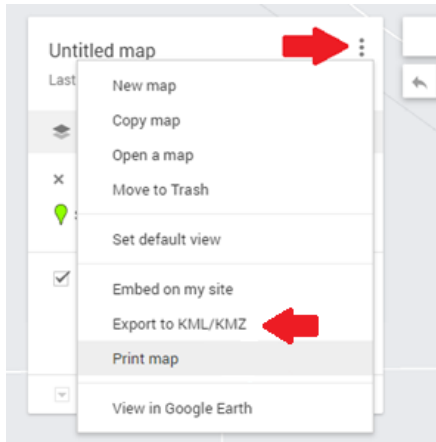 Untitled map
Last
New map
Copy map
Open a map
Move to Trash
Set default view
Embed on my site
Export to KML/KMZ
Print map
View in Google Earth